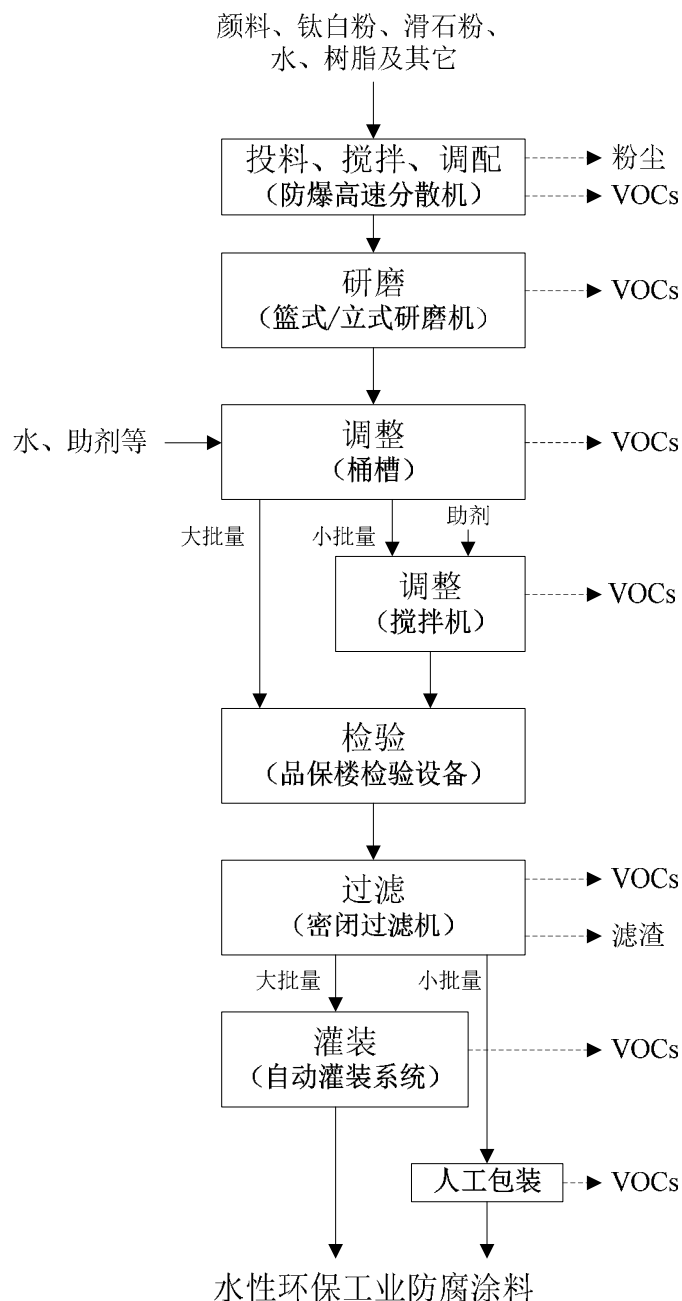 颜料、钛白粉、滑石粉、
水、树脂及其它
投料、搅拌、调配
（防爆高速分散机）
粉尘
VOCs
研磨
（篮式/立式研磨机）
VOCs
水、助剂等
调整
（桶槽）
VOCs
大批量
小批量
助剂
调整
（搅拌机）
VOCs
检验
（品保楼检验设备）
过滤
（密闭过滤机）
VOCs
滤渣
大批量
小批量
灌装
（自动灌装系统）
VOCs
人工包装
VOCs
水性环保工业防腐涂料